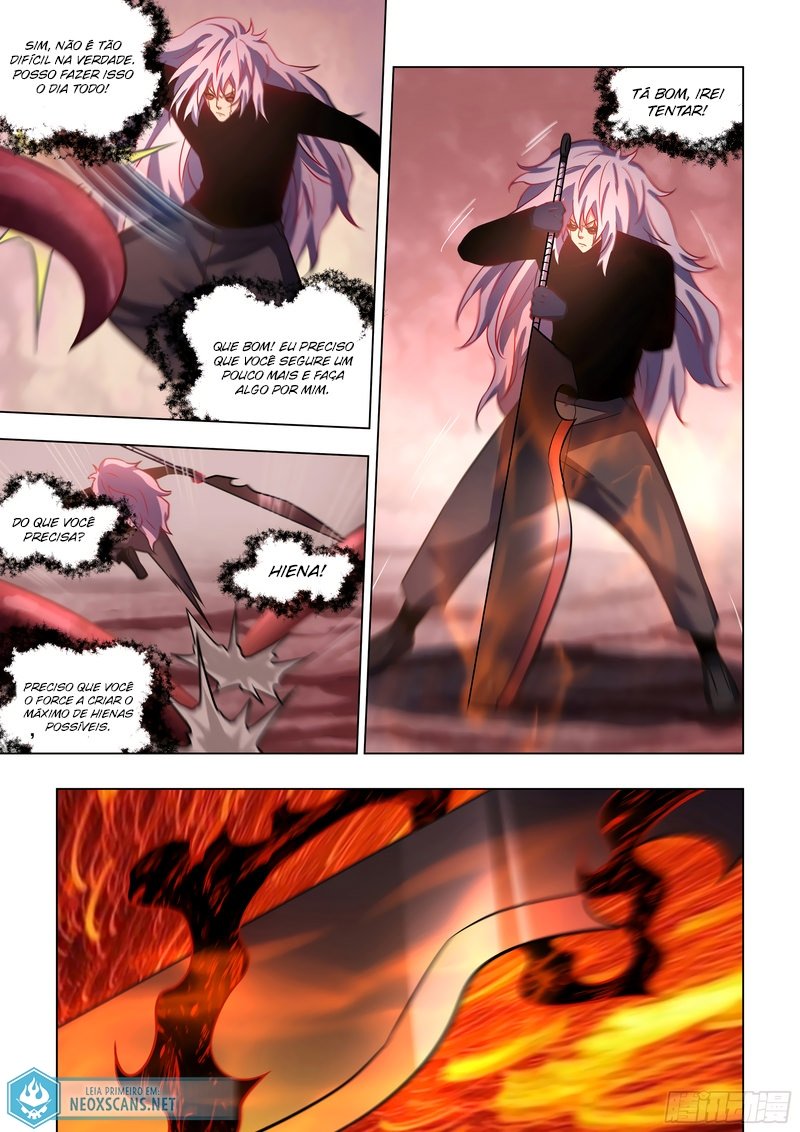 SIM, NÃO É TÃO
DIFÍCIL NA VERDADE.
POSSO FAZER ISSO
O DIA TODO!
QUE BOM! EU PRECISO
QUE VOCÊ SEGURE UM
POUCO MAIS E FAÇA
ALGO POR MIM.
DO QUE VOCÊ
PRECISA?
HIENA!
PRECISO QUE VOCÊ
O FORCE A CRIAR O
MÁXIMO DE HIENAS
POSSÍVEIS.
,
TÁ BOM, IREI
TENTAR!
LEIA PRIMEIRO EM:
NEOXSCANS.NET
腾讯动漫